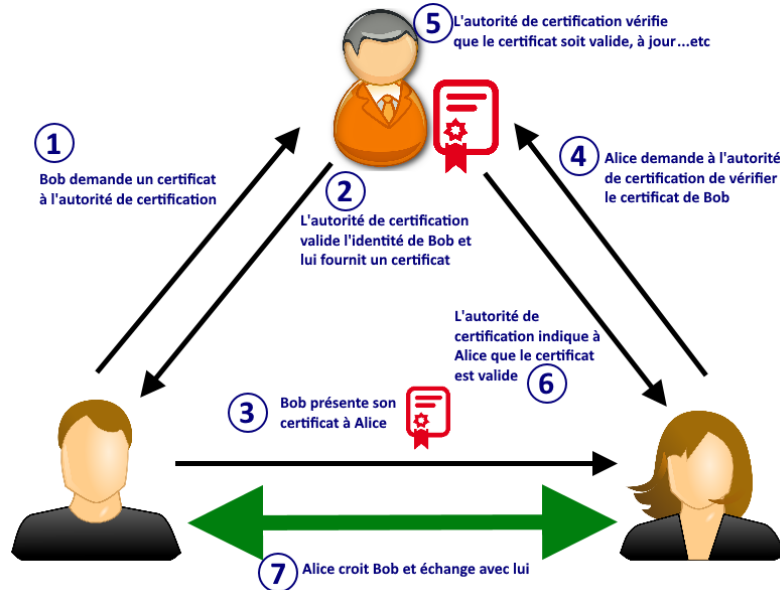 1
Bob demande un certificat
à l'autorité de certification
2
L'autorité de certification
valide l'identité de Bob et
lui fournit un certificat
3
Bob présente son
certificat à Alice
4
Alice demande à l'autorité
de certification de vérifier
le certificat de Bob
5
L'autorité de certification vérifie
que le certificat soit valide, à jour...etc
L'autorité de
certification indique à
Alice que le certificat
est valide
6
7
Alice croit Bob et échange avec lui